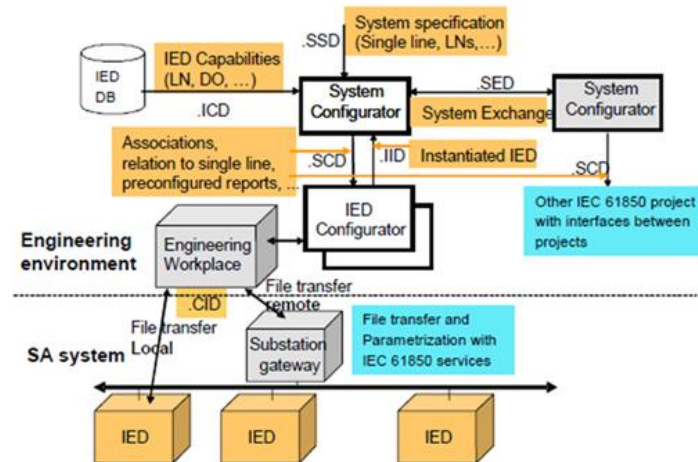 System specification
(Single line, LNs,...)
.SSD
IED Capabilities
(LN, DO, ...)
IED
DB
.ICD
System
Configurator
.SED
System Exchange
System
Configurator
Associations,
relation to single line,
preconfigured reports, ...
.SCD
.IID
Instantiated IED
.SCD
IED
Configurator
Other IEC 61850 project
with interfaces between
projects
Engineering
environment
Engineering
Workplace
.CID
File transfer
remote
File transfer
Local
SA system
Substation
gateway
File transfer and
Parametrization with
IEC 61850 services
IED
IED
IED